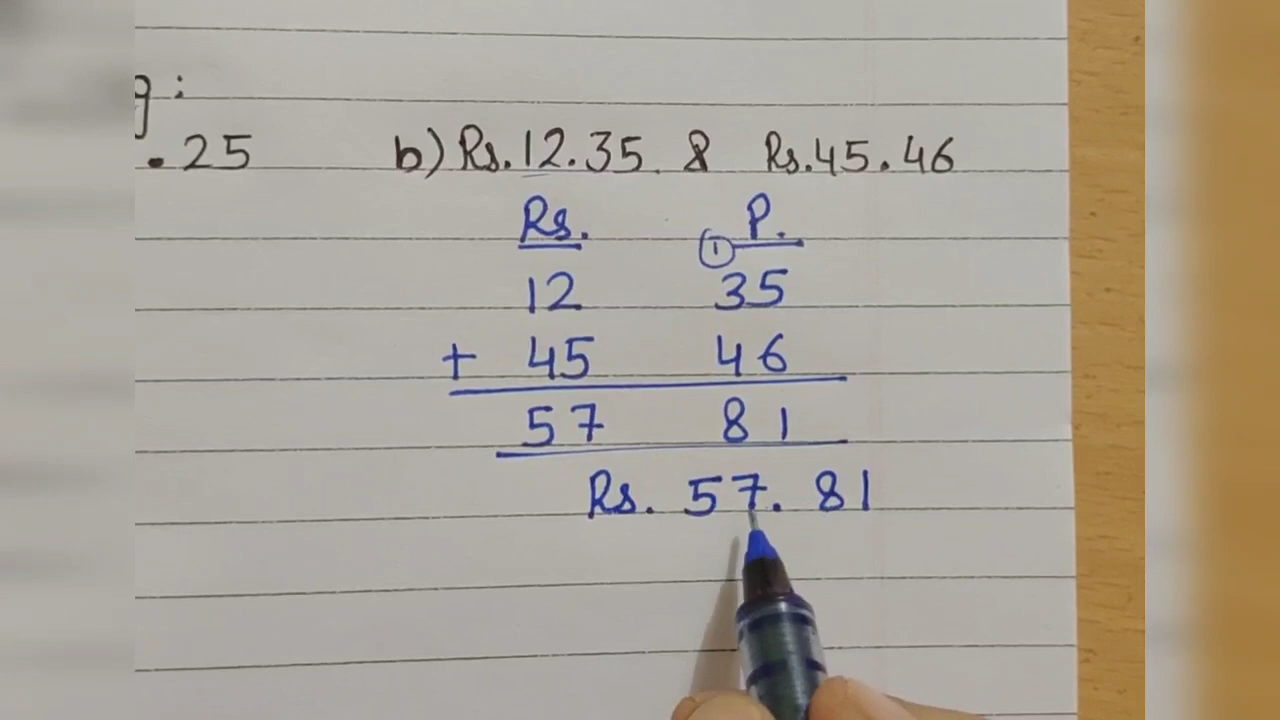 g:
.25 b) Rs.12.35 & Rs.45.46
Rs. P.
1
12 35
+ 45 46
57 81
Rs. 57.81